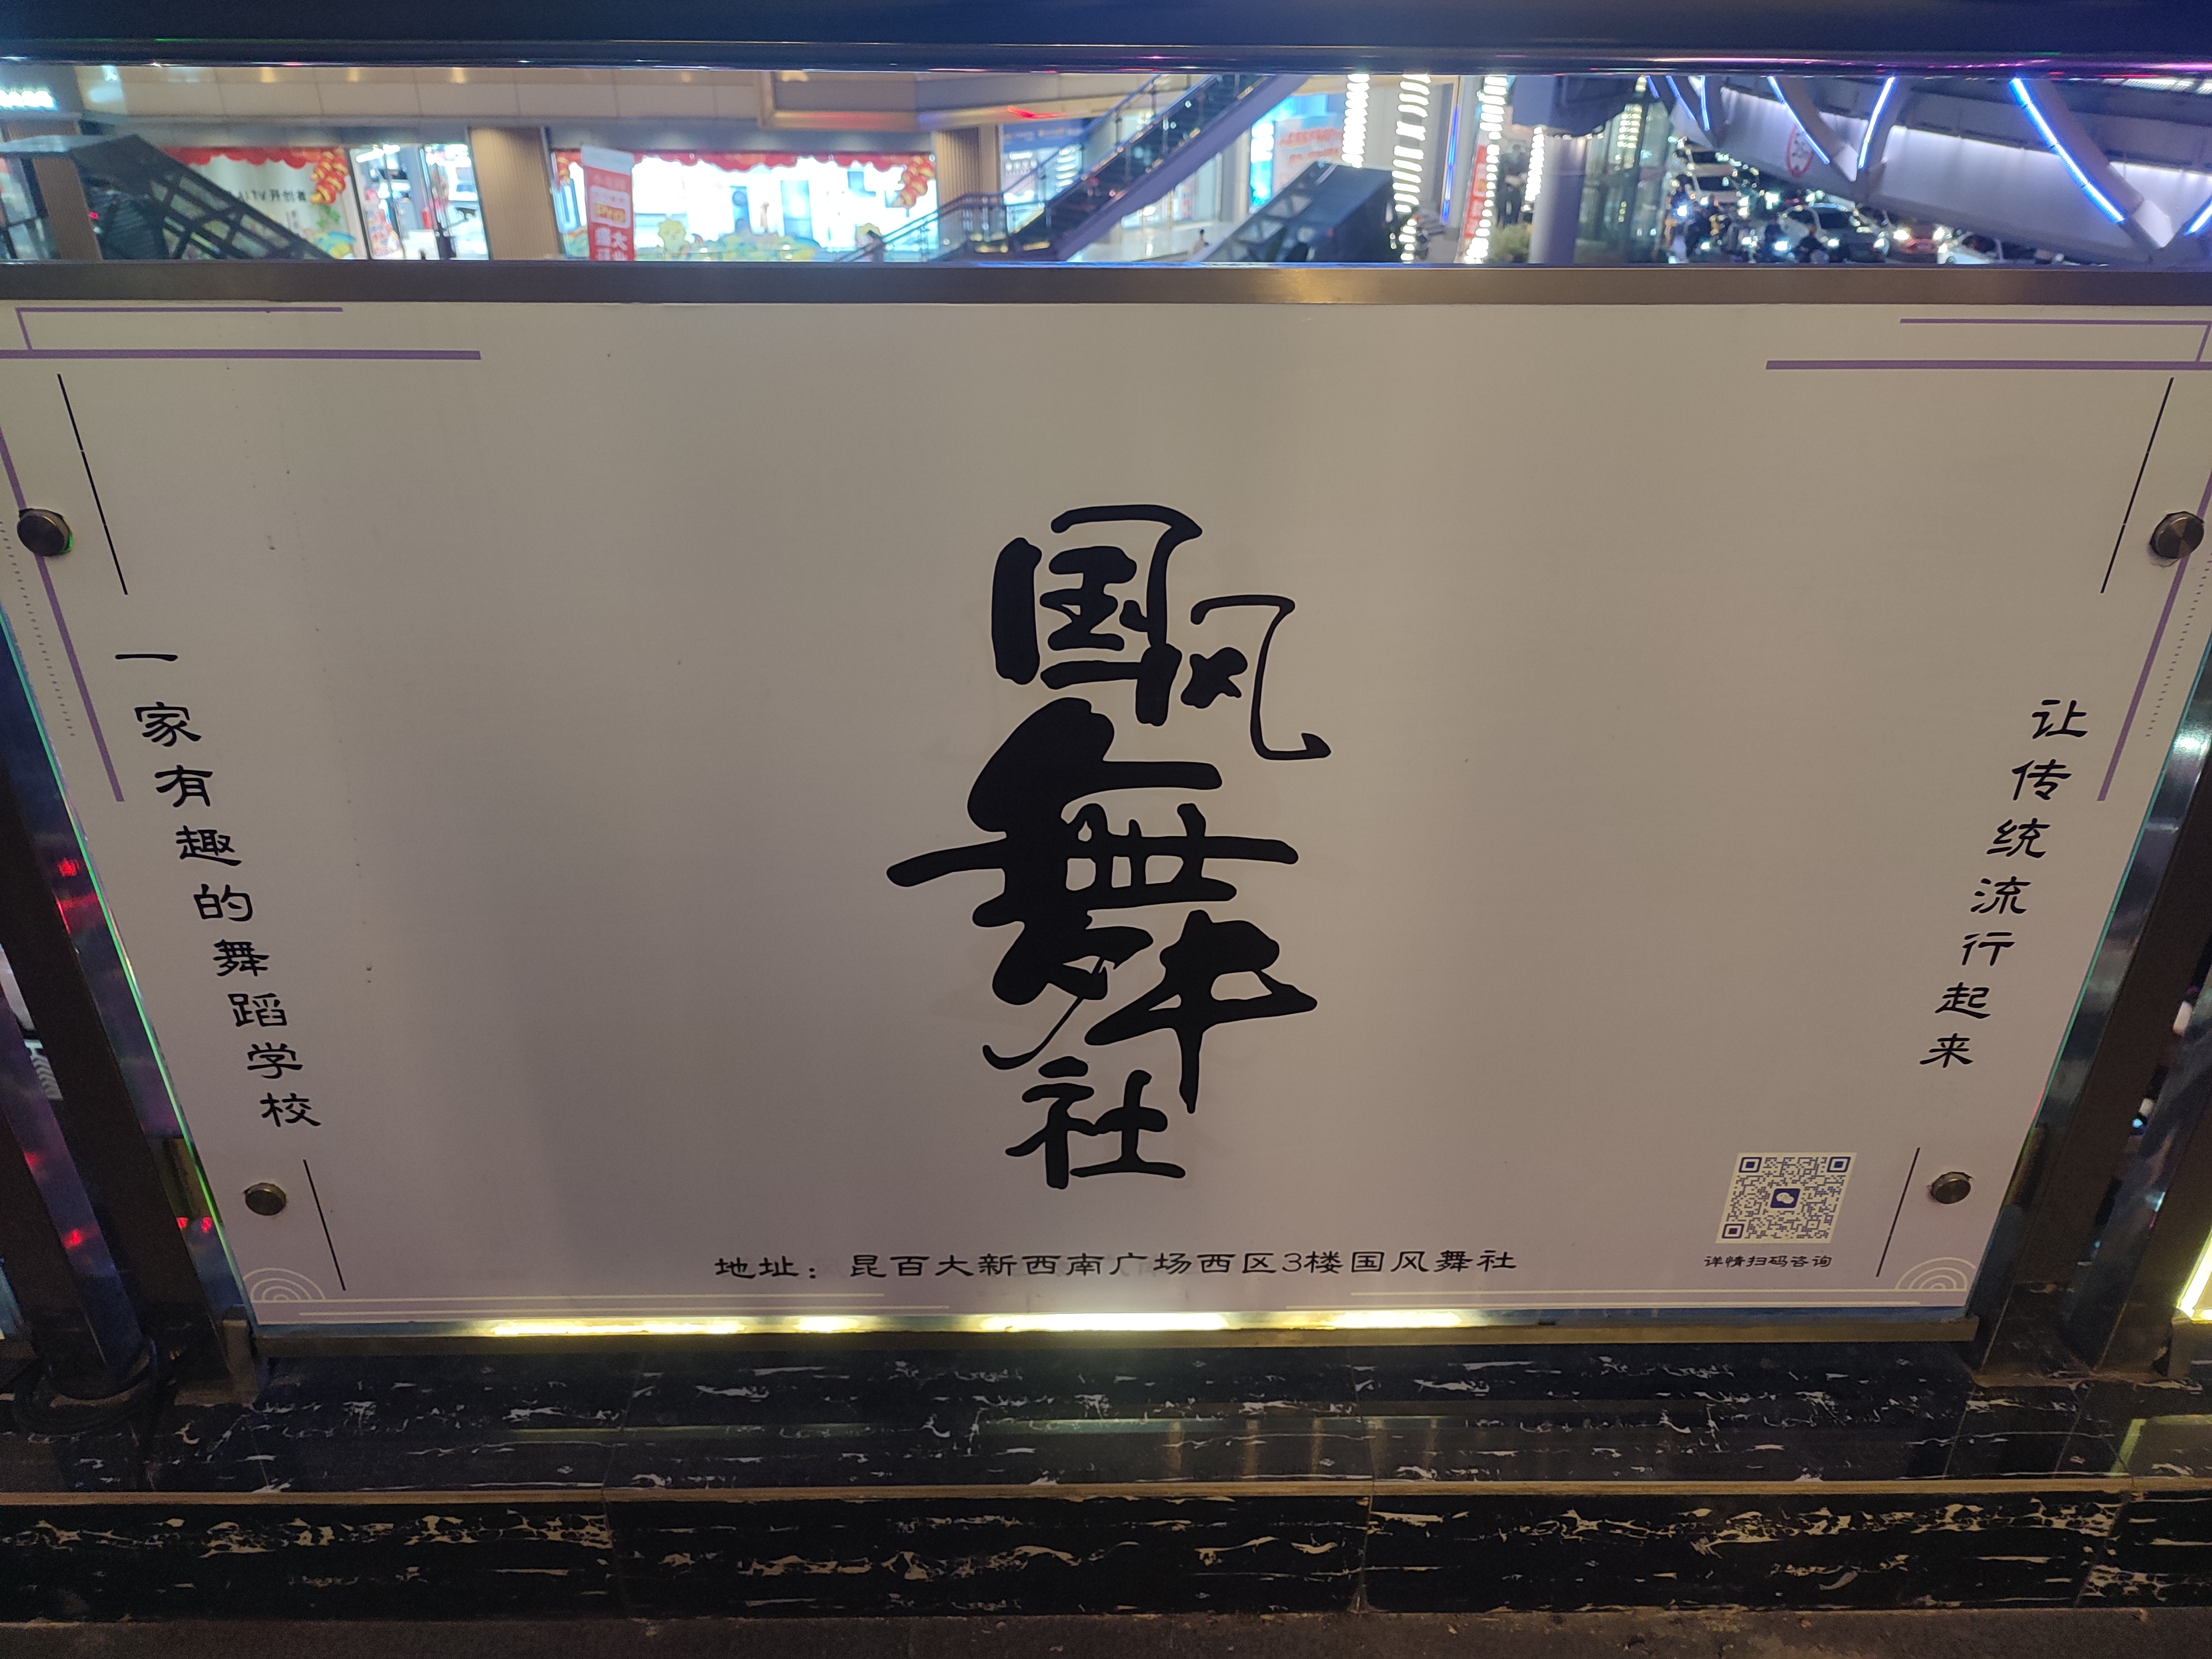 国风
舞
社
一家有趣的舞蹈学校
让传统流行起来
地址：昆百大新西南广场西区3楼国风舞社
详情扫码咨询